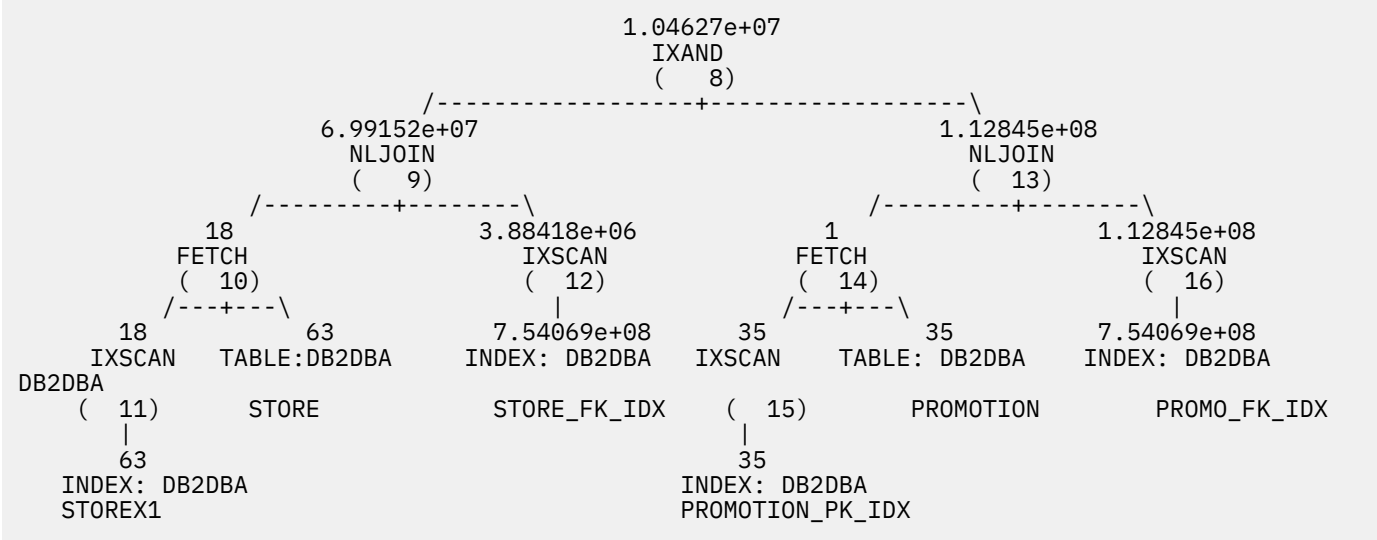 1.04627e+07
IXAND
(   8)
/------------------+------------------\
6.99152e+07 1.12845e+08
NLJOIN NLJOIN
(   9) (  13)
/---------+--------\ /---------+--------\
18 3.88418e+06 1 1.12845e+08
FETCH IXSCAN FETCH IXSCAN
(  10) (  12) (  14) (  16)
/---+---\ | /---+---\ |
18 63 7.54069e+08 35 35 7.54069e+08
IXSCAN TABLE:DB2DBA INDEX: DB2DBA IXSCAN TABLE: DB2DBA INDEX: DB2DBA
DB2DBA
(  11) STORE STORE_FK_IDX (  15) PROMOTION PROMO_FK_IDX
| |
63 35
INDEX: DB2DBA INDEX: DB2DBA
STOREX1 PROMOTION_PK_IDX